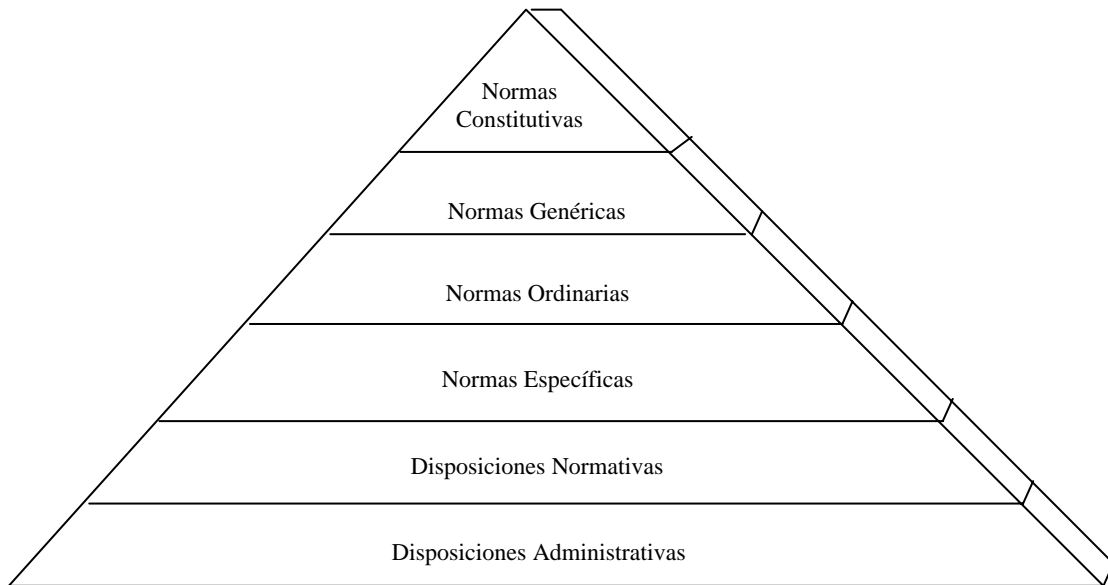 Normas
Constitutivas
Normas Genéricas
Normas Ordinarias
Normas Específicas
Disposiciones Normativas
Disposiciones Administrativas